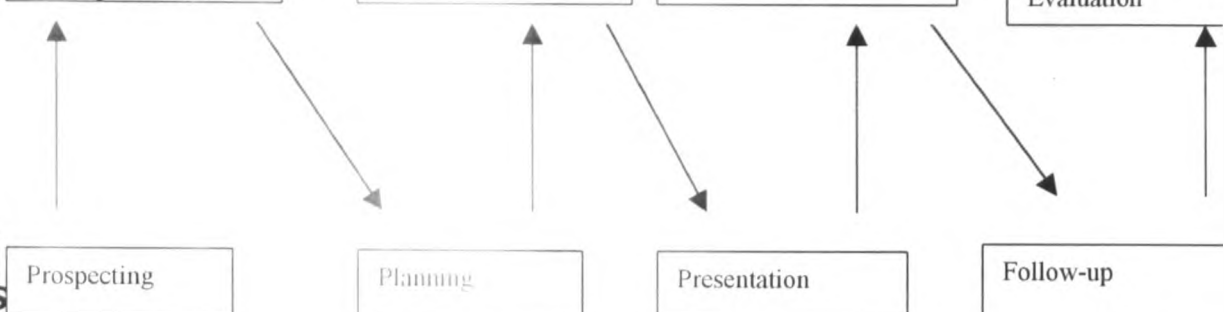 Evaluation
Prospecting
Planning
Presentation
Follow-up